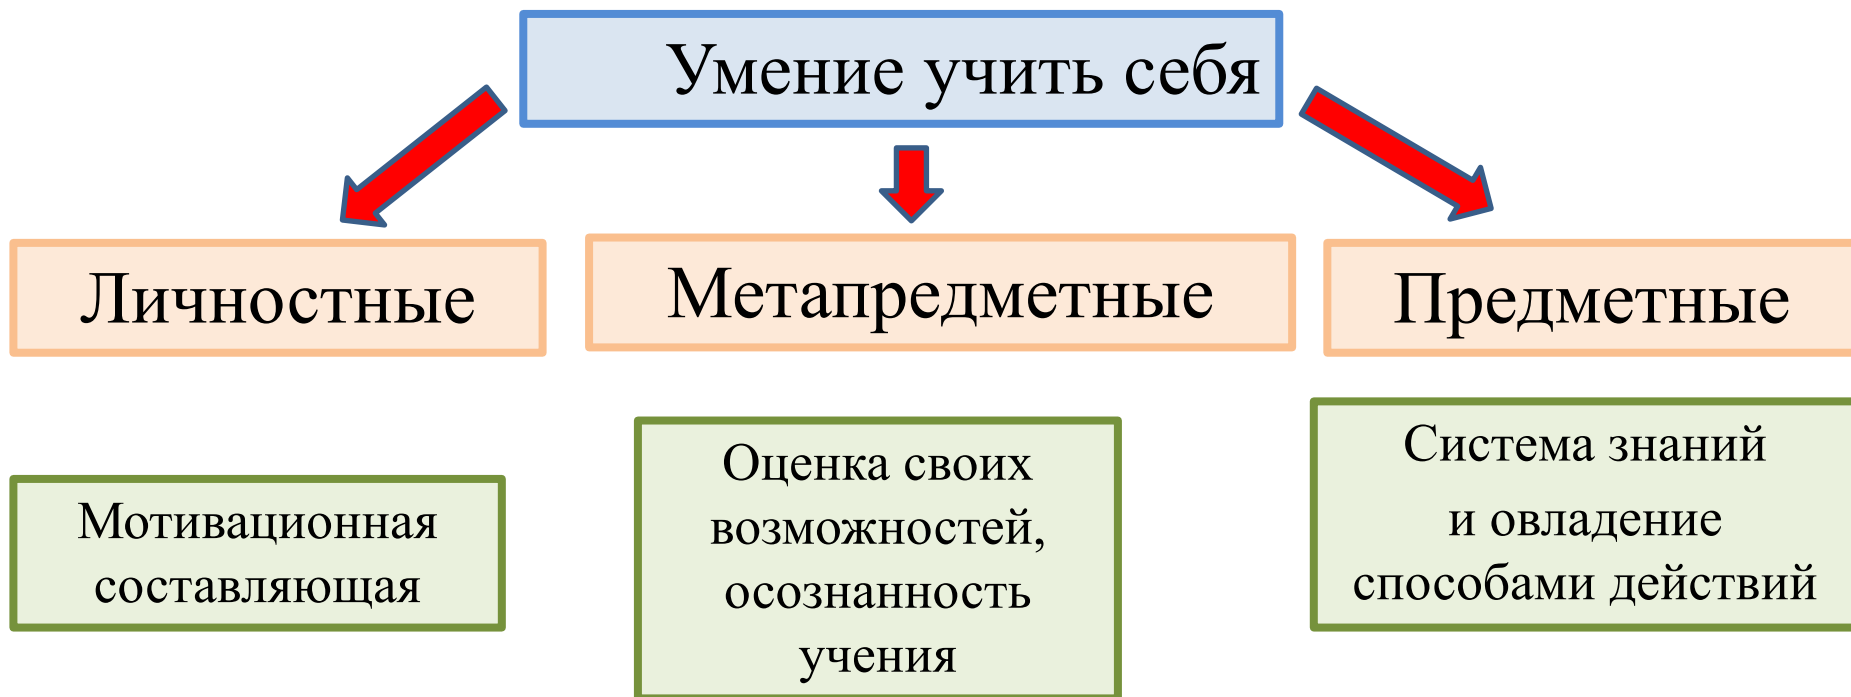 Умение учить себя
Личностные
Метапредметные
Предметные
Мотивационная
составляющая
Оценка своих
возможностей,
осознанность
учения
Система знаний
и овладение
способами действий